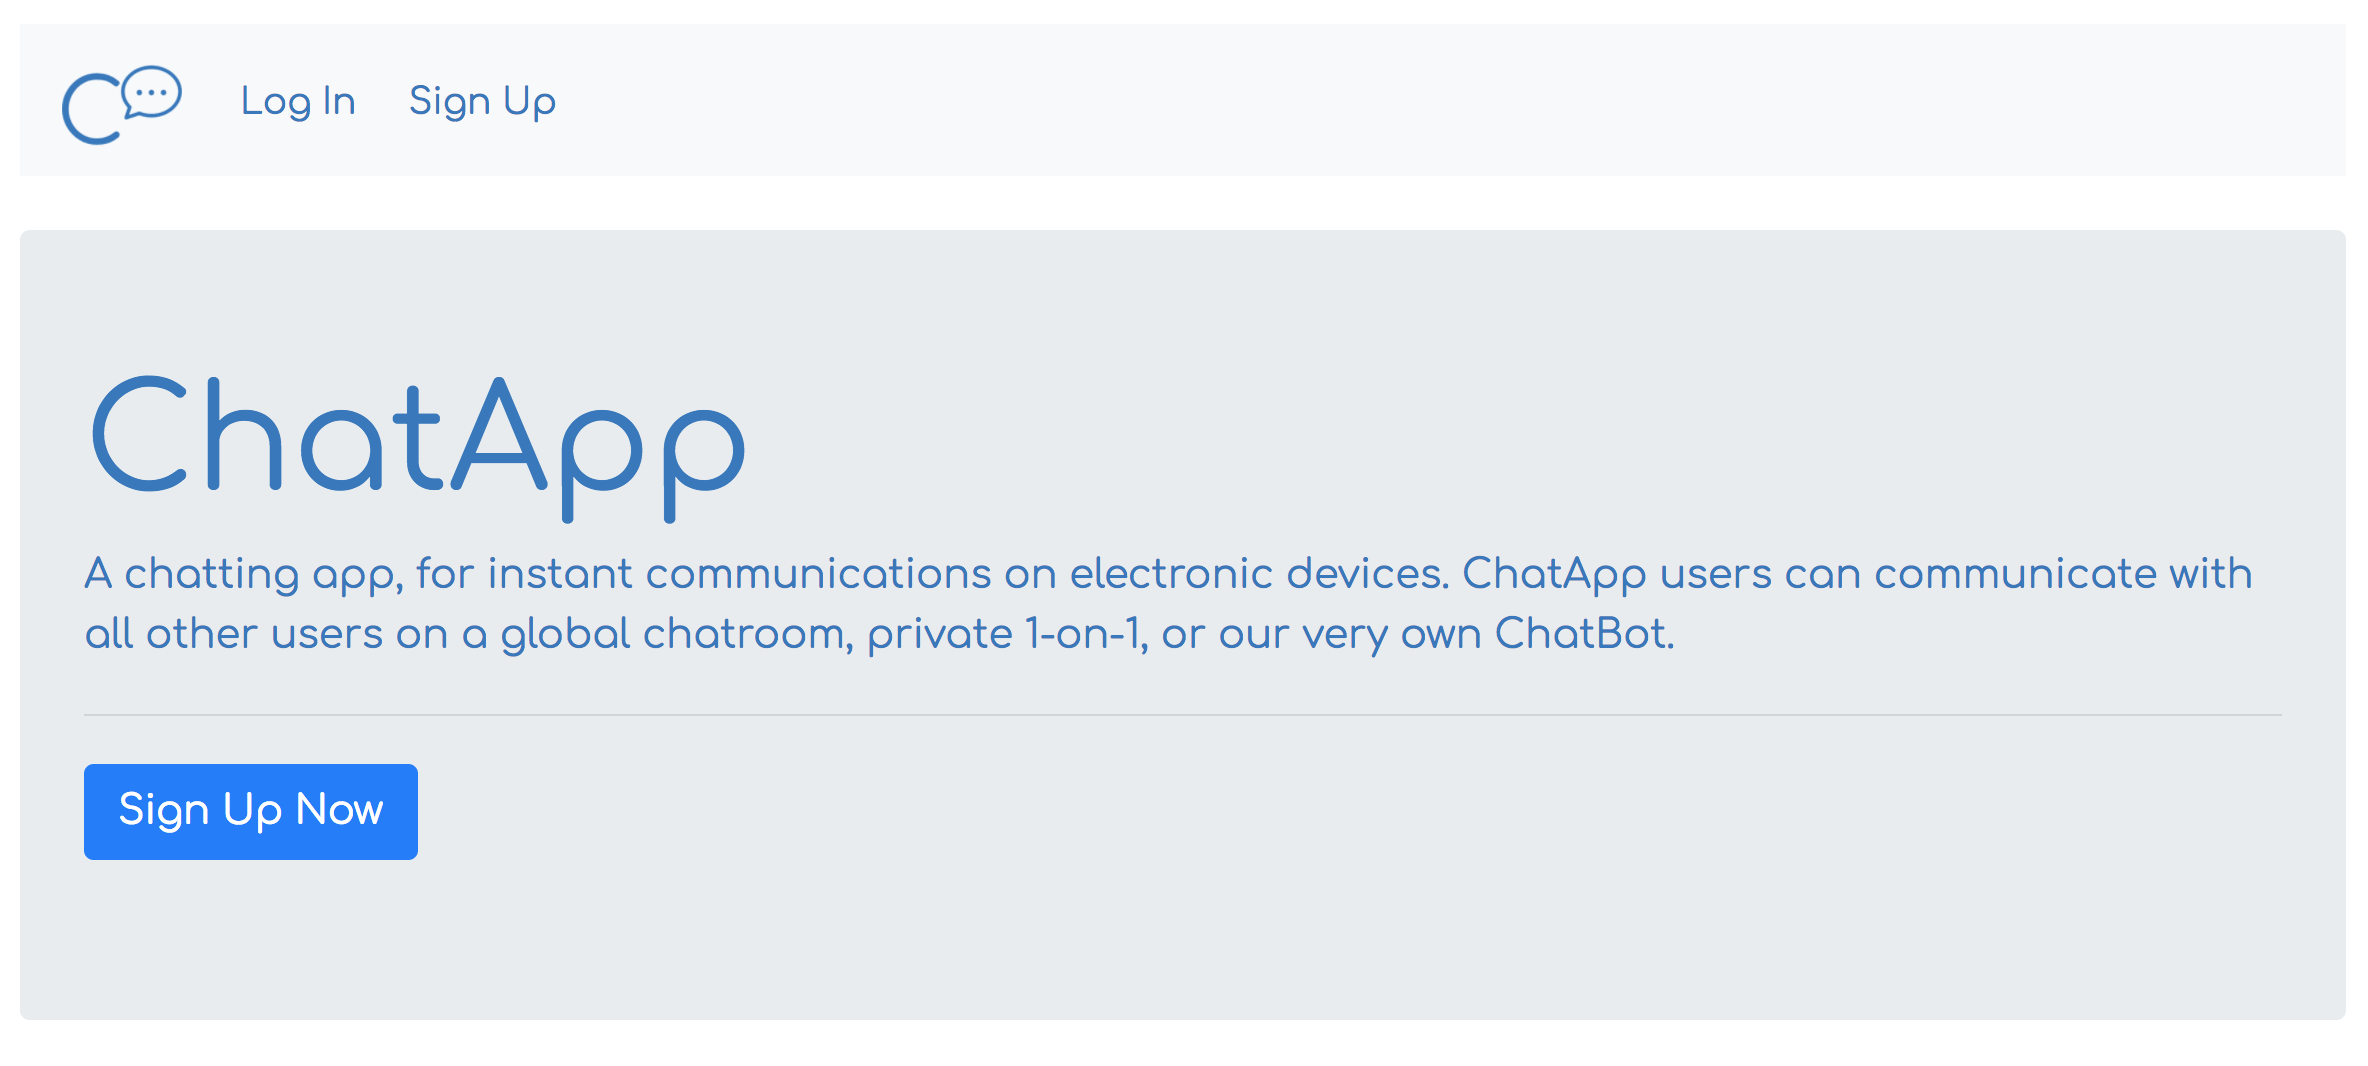 Log In Sign Up
ChatApp
A chatting app, for instant communications on electronic devices. ChatApp users can communicate with
all other users on a global chatroom, private 1-on-1, or our very own ChatBot.
Sign Up Now